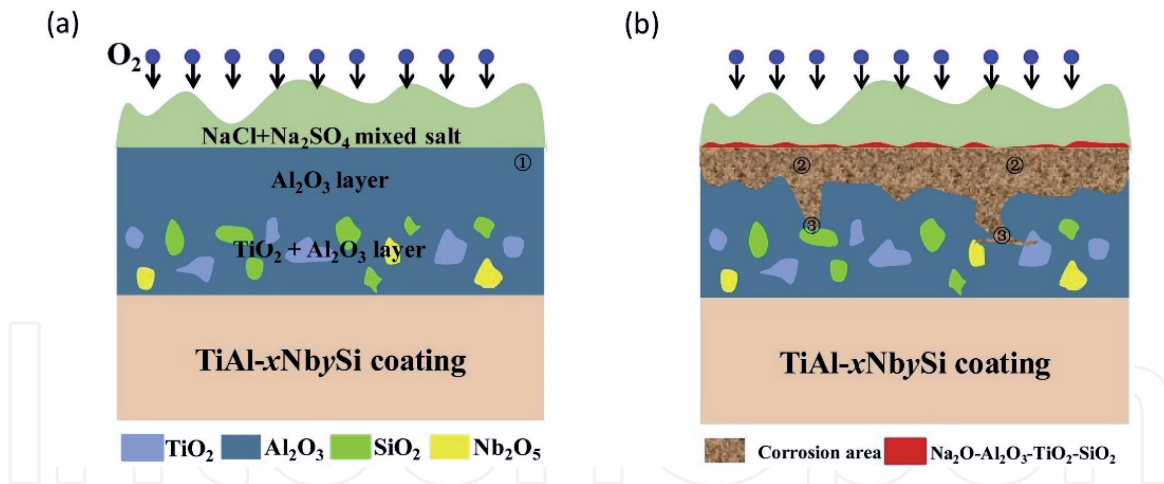 (a)
O₂
NaCl+Na₂SO₄ mixed salt
①
Al₂O₃ layer
TiO₂ + Al₂O₃ layer
TiAl-xNbySi coating
TiO₂ Al₂O₃ SiO₂ Nb₂O₅
(b)
② ②
③ ③
TiAl-xNbySi coating
Corrosion area Na₂O-Al₂O₃-TiO₂-SiO₂